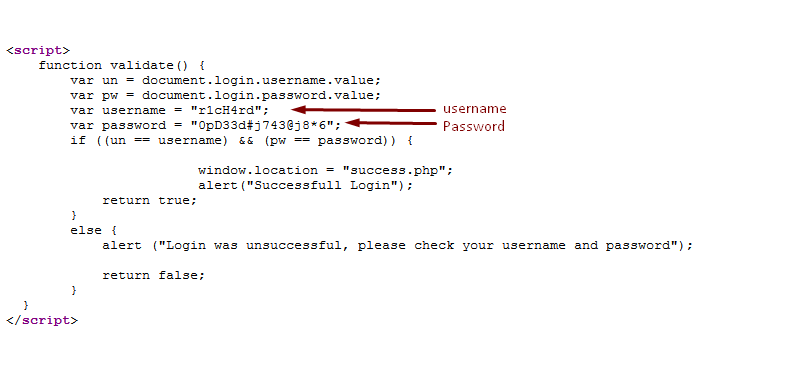 <script>
function validate() {
var un = document.login.username.value;
var pw = document.login.password.value;
var username = "r1cH4rd"; username
var password = "0pD33d#j743@j8*6"; Password
if ((un == username) && (pw == password)) {
window.location = "success.php";
alert("Successfull Login");
return true;
}
else {
alert ("Login was unsuccessful, please check your username and password");
return false;
}
}
</script>